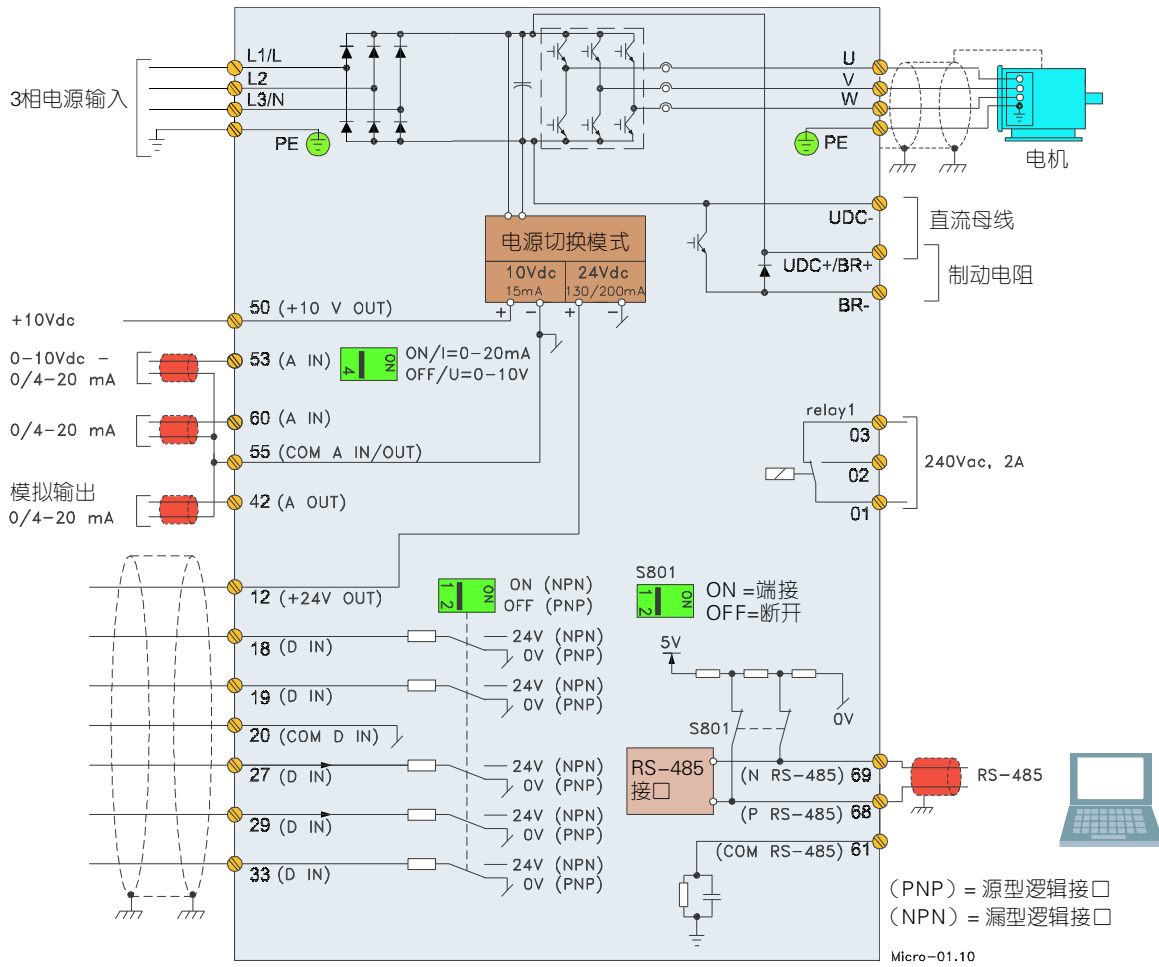 L1/L
L2
L3/N
3相电源输入
PE
U
V
W
PE
电机
UDC-
直流母线
UDC+/BR+
制动电阻
BR-
电源切换模式
10Vdc
15mA
24Vdc
130/200mA
+ - + -
+10Vdc
50 (+10 V OUT)
0-10Vdc -
0/4-20 mA
53 (A IN)
ON
4
ON/I=0-20mA
OFF/U=0-10V
0/4-20 mA
60 (A IN)
55 (COM A IN/OUT)
模拟输出
0/4-20 mA
42 (A OUT)
relay1
03
02
01
240Vac, 2A
12 (+24V OUT)
ON
1 2
ON (NPN)
OFF (PNP)
S801
ON
1 2
ON =端接
OFF=断开
18 (D IN)
24V (NPN)
0V (PNP)
19 (D IN)
24V (NPN)
0V (PNP)
20 (COM D IN)
27 (D IN)
24V (NPN)
0V (PNP)
29 (D IN)
24V (NPN)
0V (PNP)
33 (D IN)
24V (NPN)
0V (PNP)
5V
0V
S801
RS-485
接口
(N RS-485) 69
(P RS-485) 68
(COM RS-485) 61
RS-485
(PNP) = 源型逻辑接口
(NPN) = 漏型逻辑接口
Micro-01.10